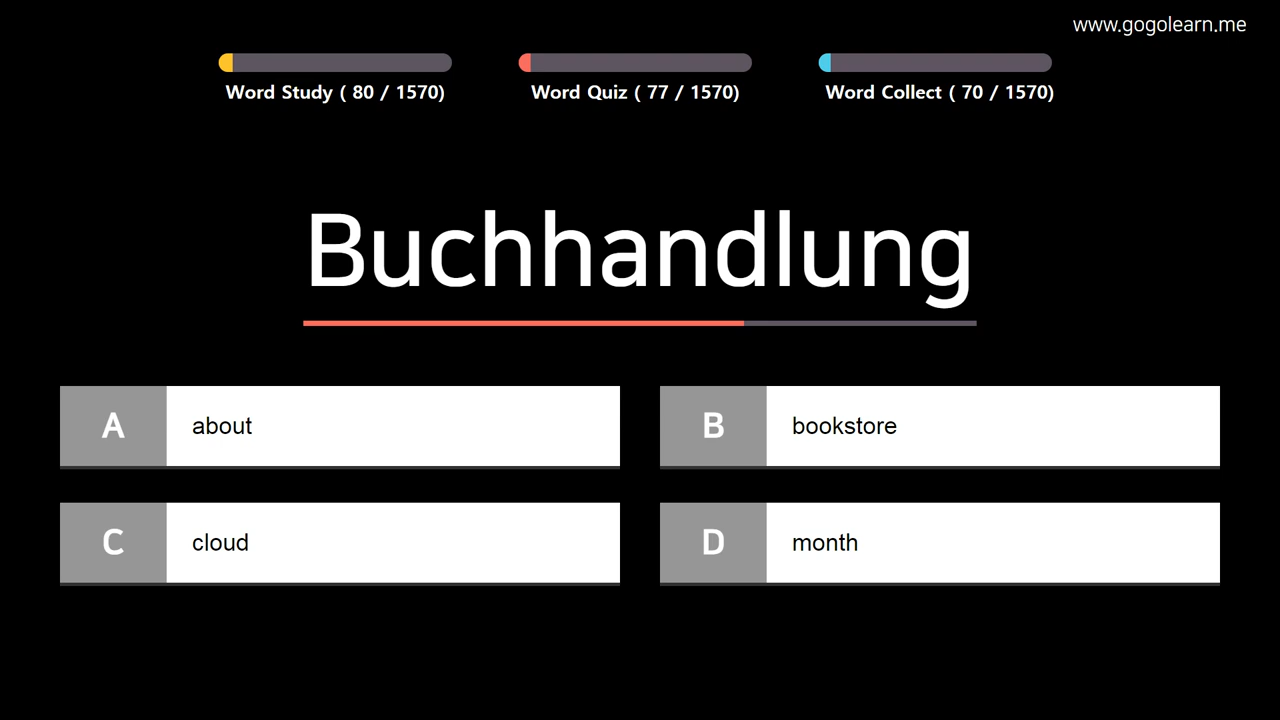 www.gogolearn.me
Word Study ( 80 / 1570)
Word Quiz ( 77 / 1570)
Word Collect ( 70 / 1570)
Buchhandlung
A about
B bookstore
C cloud
D month